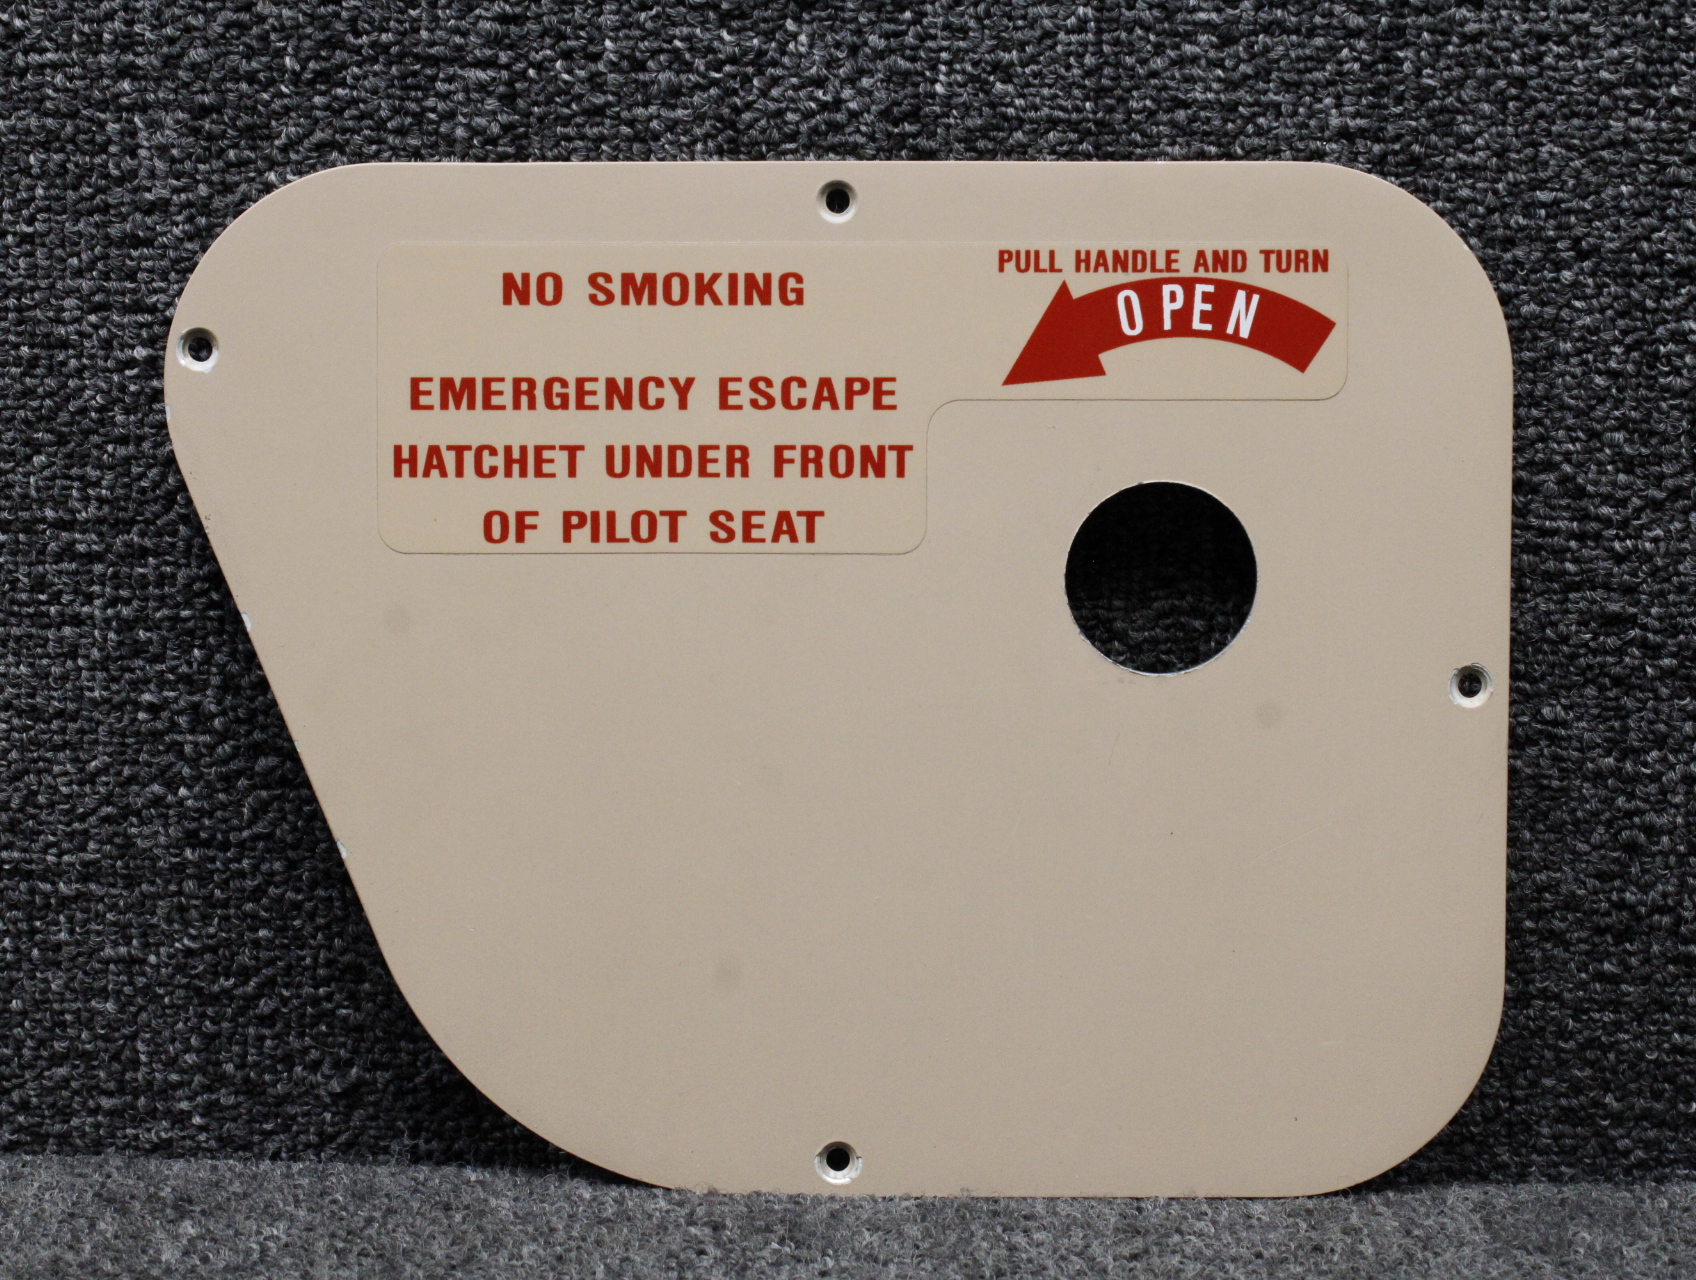 NO SMOKING
EMERGENCY ESCAPE
HATCHET UNDER FRONT
OF PILOT SEAT
PULL HANDLE AND TURN
OPEN